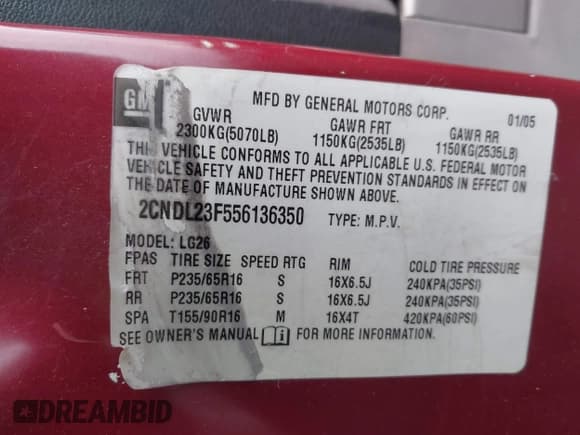 GM
MFD BY GENERAL MOTORS CORP. 01/05
GVWR GAWR FRT GAWR RR
2300KG(5070LB) 1150KG(2535LB) 1150KG(2535LB)
THIS VEHICLE CONFORMS TO ALL APPLICABLE U.S. FEDERAL MOTOR
VEHICLE SAFETY AND THEFT PREVENTION STANDARDS IN EFFECT ON
THE DATE OF MANUFACTURE SHOWN ABOVE.
2CNDL23F556136350 TYPE: M.P.V.
MODEL: LG26
FPAS TIRE SIZE SPEED RTG RIM COLD TIRE PRESSURE
FRT P235/65R16 S 16X6.5J 240KPA(35PSI)
RR P235/65R16 S 16X6.5J 240KPA(35PSI)
SPA T155/90R16 M 16X4T 420KPA(60PSI)
SEE OWNER'S MANUAL FOR MORE INFORMATION.
DREAMBID